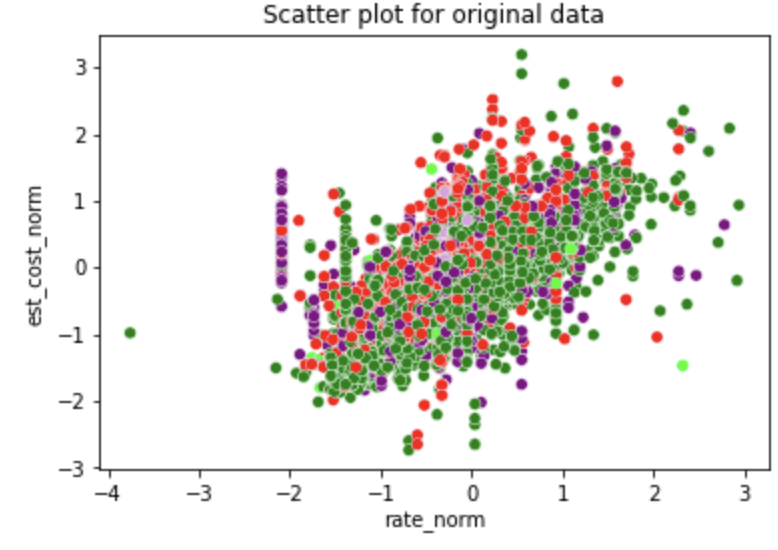 Scatter plot for original data
est_cost_norm
3
2
1
0
−1
−2
−3
−4 −3 −2 −1 0 1 2 3
rate_norm